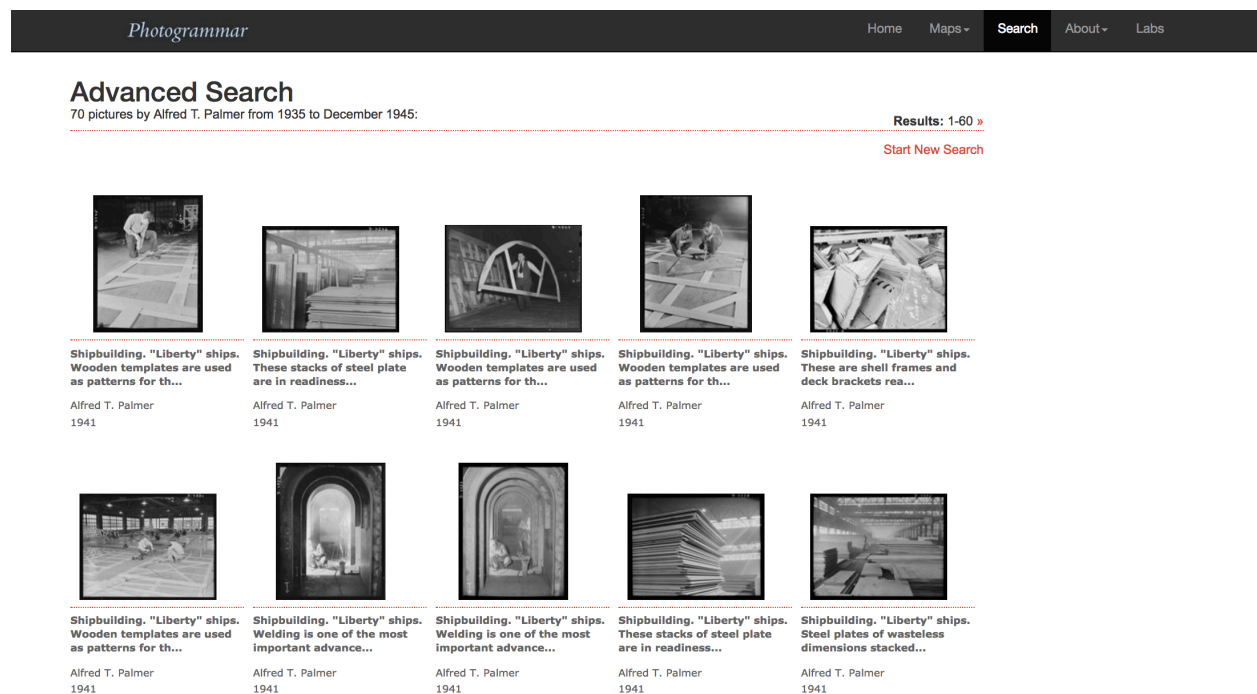 Photogrammar
Home Maps Search About Labs
Advanced Search
70 pictures by Alfred T. Palmer from 1935 to December 1945:
Results: 1-60 »
Start New Search
Shipbuilding. "Liberty" ships.
Wooden templates are used
as patterns for th...
Alfred T. Palmer
1941
Shipbuilding. "Liberty" ships.
These stacks of steel plate
are in readiness...
Alfred T. Palmer
1941
Shipbuilding. "Liberty" ships.
Wooden templates are used
as patterns for th...
Alfred T. Palmer
1941
Shipbuilding. "Liberty" ships.
Wooden templates are used
as patterns for th...
Alfred T. Palmer
1941
Shipbuilding. "Liberty" ships.
These are shell frames and
deck brackets rea...
Alfred T. Palmer
1941
Shipbuilding. "Liberty" ships.
Wooden templates are used
as patterns for th...
Alfred T. Palmer
1941
Shipbuilding. "Liberty" ships.
Welding is one of the most
important advance...
Alfred T. Palmer
1941
Shipbuilding. "Liberty" ships.
Welding is one of the most
important advance...
Alfred T. Palmer
1941
Shipbuilding. "Liberty" ships.
These stacks of steel plate
are in readiness...
Alfred T. Palmer
1941
Shipbuilding. "Liberty" ships.
Steel plates of wasteless
dimensions stacked...
Alfred T. Palmer
1941